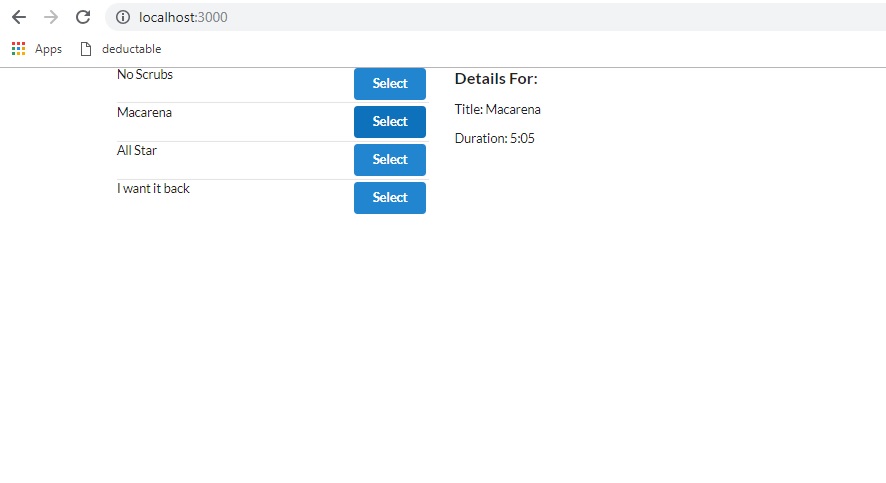 localhost:3000
Apps deductable
No Scrubs Select
Macarena Select
All Star Select
I want it back Select
Details For:
Title: Macarena
Duration: 5:05